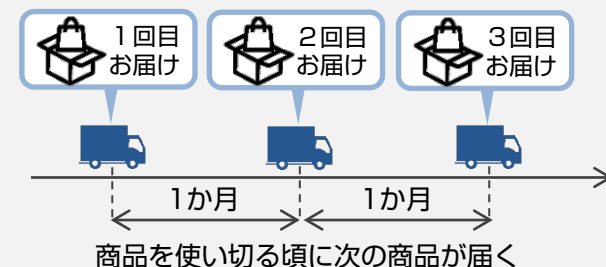 1回目
お届け
2回目
お届け
3回目
お届け
1か月
1か月
商品を使い切る頃に次の商品が届く